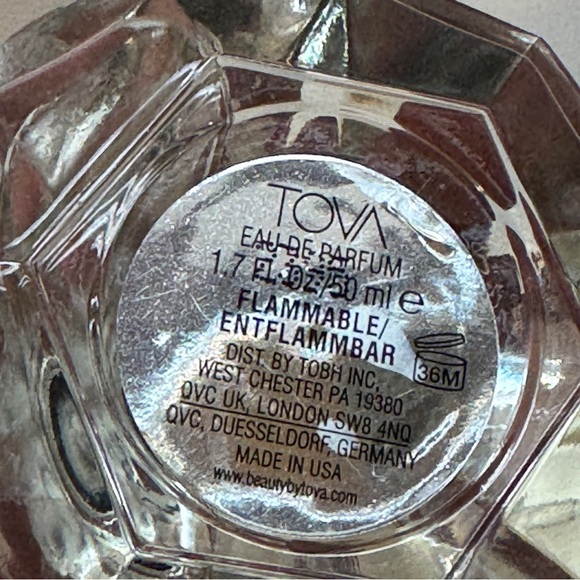 TOVA
EAU DE PARFUM
1.7 FL.OZ/50 ml e
FLAMMABLE/
ENTFLAMMBAR
36M
DIST. BY TOBH INC,
WEST CHESTER PA 19380
QVC UK, LONDON SW8 4NQ
QVC, DUESSELDORF, GERMANY
MADE IN USA
www.beautybytova.com